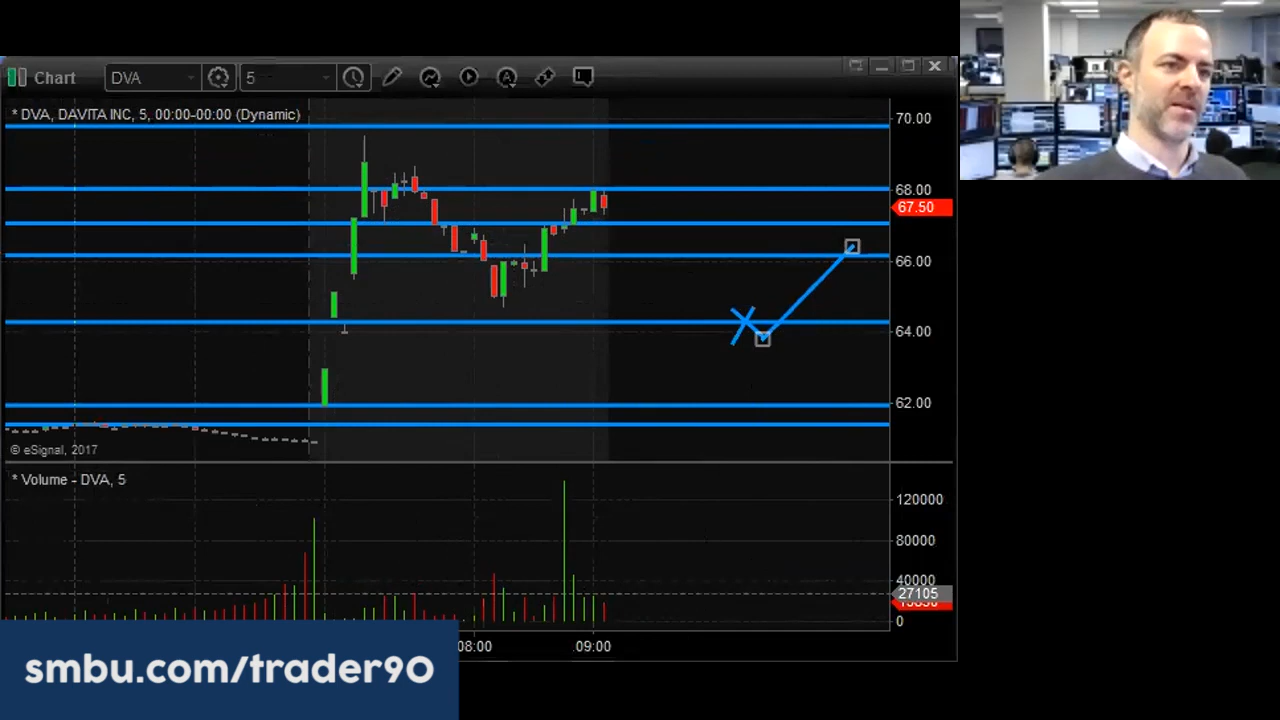 Chart
DVA
5
* DVA, DAVITA INC, 5, 00:00-00:00 (Dynamic)
70.00
68.00
67.50
66.00
64.00
62.00
© eSignal, 2017
* Volume - DVA, 5
120000
80000
40000
27105
0
08:00
09:00
smbu.com/trader90